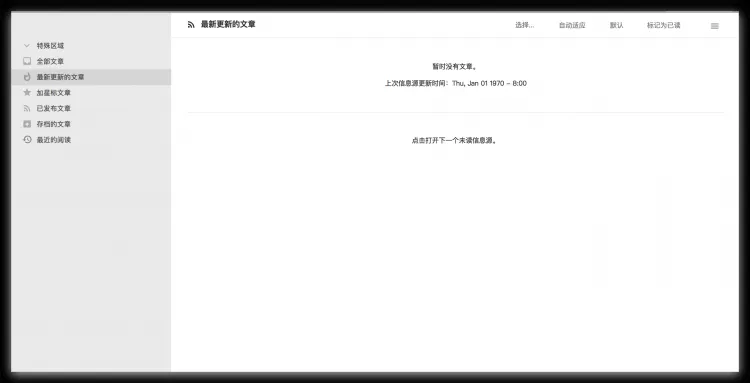 最新更新的文章
选择...
自动适应
默认
标记为已读
特殊区域
全部文章
最新更新的文章
加星标文章
已发布文章
存档的文章
最近的阅读
暂时没有文章。
上次信息源更新时间：Thu, Jan 01 1970 - 8:00
点击打开下一个未读信息源。